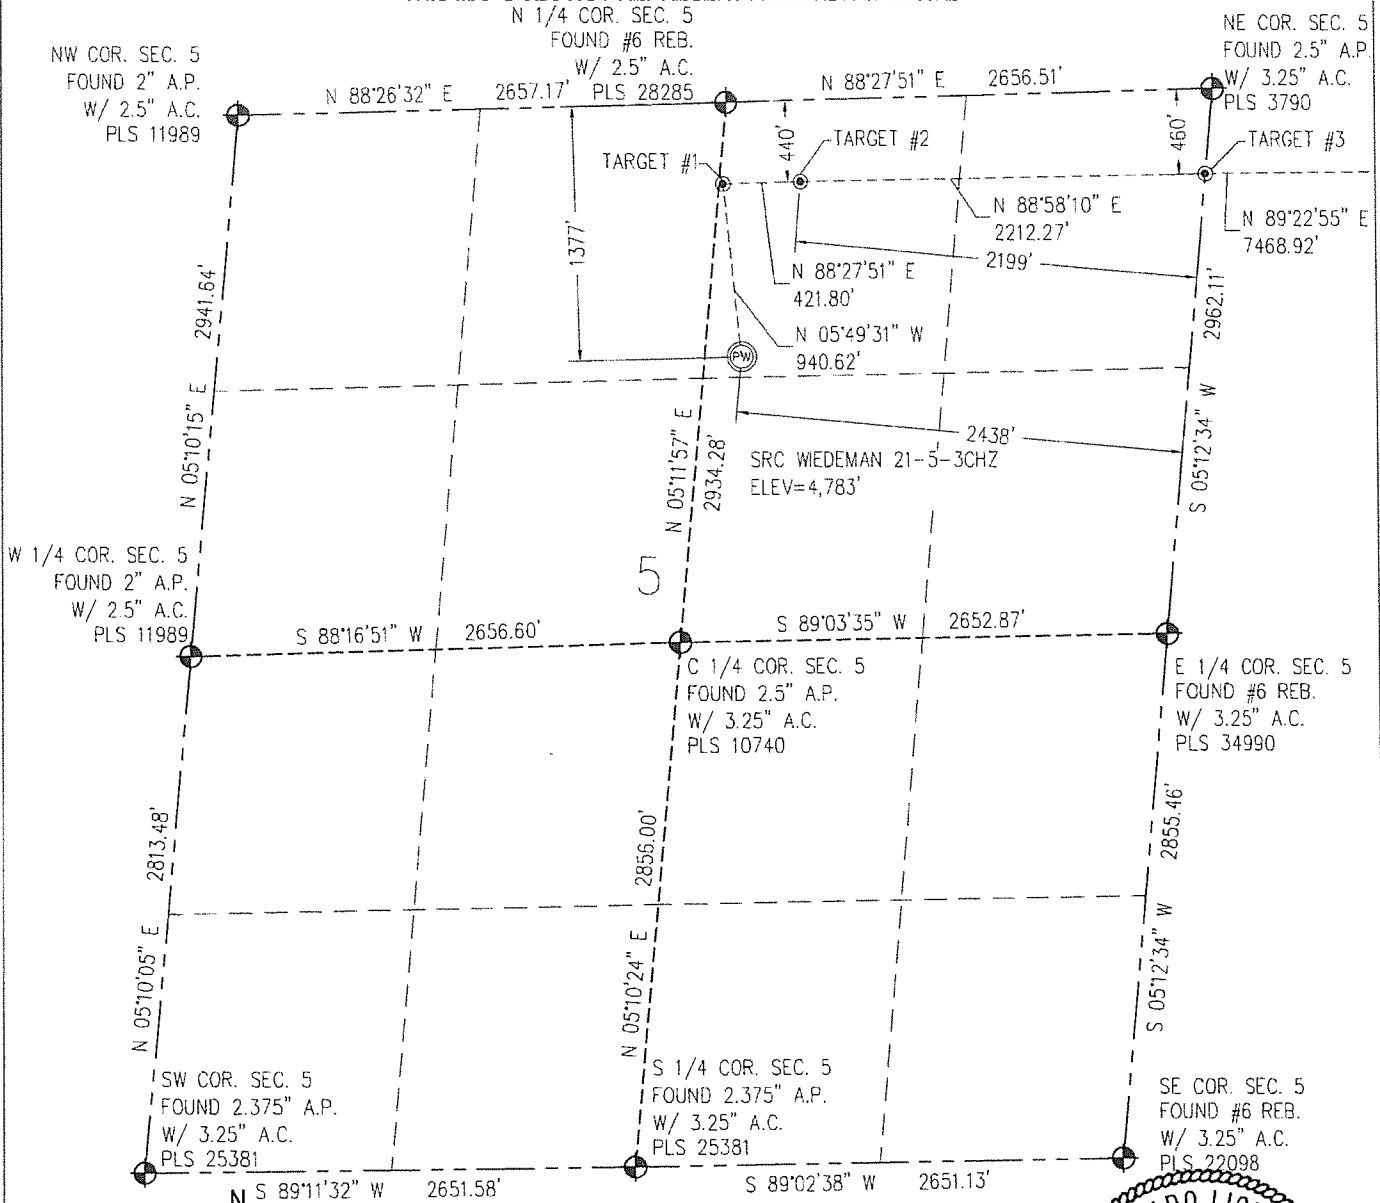 N 1/4 COR. SEC. 5
FOUND #6 REB.
W/ 2.5" A.C.
PLS 28285
NW COR. SEC. 5
FOUND 2" A.P.
W/ 2.5" A.C.
PLS 11989
NE COR. SEC. 5
FOUND 2.5" A.P.
W/ 3.25" A.C.
PLS 3790
N 88°26'32" E 2657.17'
N 88°27'51" E 2656.51'
440'
460'
TARGET #1
TARGET #2
TARGET #3
N 88°58'10" E
2212.27'
N 89°22'55" E
7468.92'
1377'
2199'
N 88°27'51" E
421.80'
N 05°49'31" W
940.62'
PW
2438'
SRC WIEDEMAN 21-5-3CHZ
ELEV=4,783'
N 05°10'15" E 2941.64'
N 05°11'57" E
2934.28'
S 05°12'34" W 2962.11'
5
W 1/4 COR. SEC. 5
FOUND 2" A.P.
W/ 2.5" A.C.
PLS 11989
S 88°16'51" W 2656.60'
S 89°03'35" W 2652.87'
C 1/4 COR. SEC. 5
FOUND 2.5" A.P.
W/ 3.25" A.C.
PLS 10740
E 1/4 COR. SEC. 5
FOUND #6 REB.
W/ 3.25" A.C.
PLS 34990
N 05°10'05" E 2813.48'
N 05°10'24" E 2856.00'
S 05°12'34" W 2855.46'
SW COR. SEC. 5
FOUND 2.375" A.P.
W/ 3.25" A.C.
PLS 25381
S 1/4 COR. SEC. 5
FOUND 2.375" A.P.
W/ 3.25" A.C.
PLS 25381
SE COR. SEC. 5
FOUND #6 REB.
W/ 3.25" A.C.
PLS 22098
N
S 89°11'32" W 2651.58'
S 89°02'38" W 2651.13'